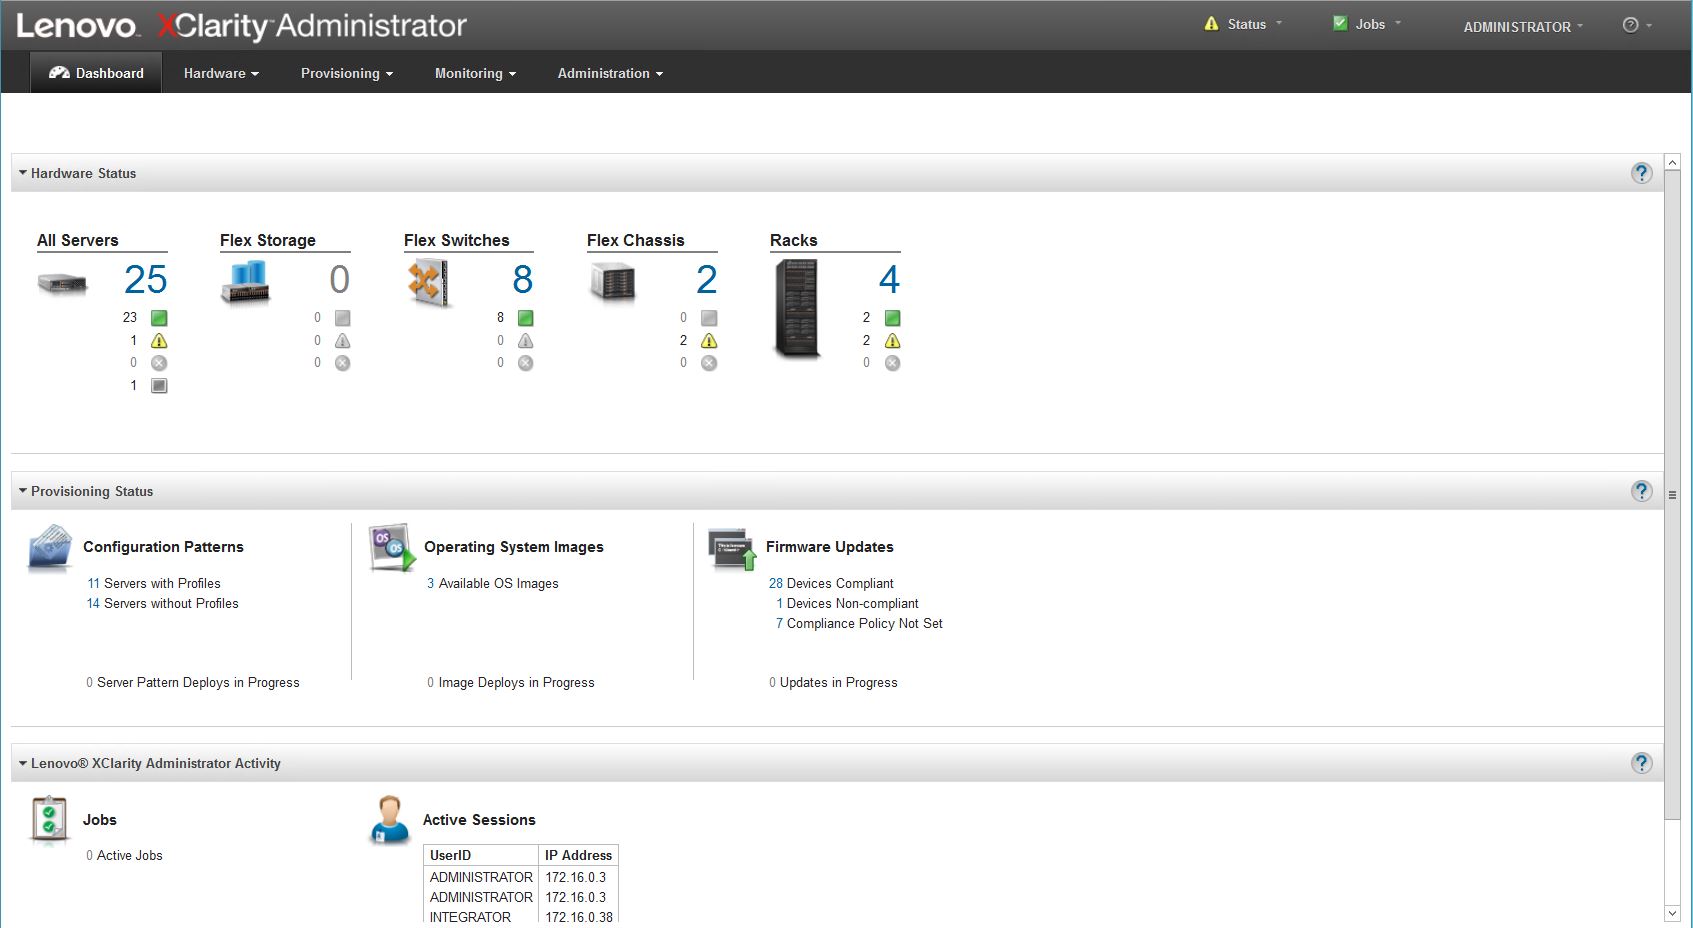 Lenovo XClarity Administrator
Status
Jobs
ADMINISTRATOR
Dashboard
Hardware
Provisioning
Monitoring
Administration
Hardware Status
All Servers
25
23
1
0
1
Flex Storage
0
0
0
0
Flex Switches
8
8
0
0
Flex Chassis
2
0
2
0
Racks
4
2
2
0
Provisioning Status
Configuration Patterns
11 Servers with Profiles
14 Servers without Profiles
0 Server Pattern Deploys in Progress
OS
OS
Operating System Images
3 Available OS Images
0 Image Deploys in Progress
Firmware Updates
28 Devices Compliant
1 Devices Non-compliant
7 Compliance Policy Not Set
0 Updates in Progress
Lenovo® XClarity Administrator Activity
Jobs
0 Active Jobs
Active Sessions
UserID IP Address
ADMINISTRATOR 172.16.0.3
ADMINISTRATOR 172.16.0.3
INTEGRATOR 172.16.0.38